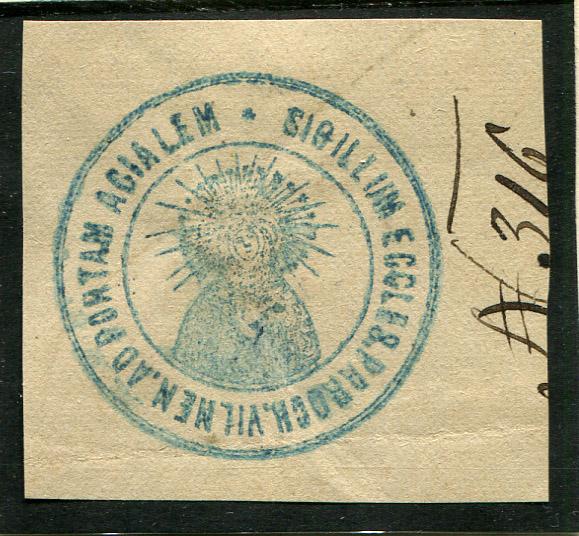 SIGILLUM ECCLES. PAROCH. VILNEN. AD PORTAM ACIALEM *
N. 316